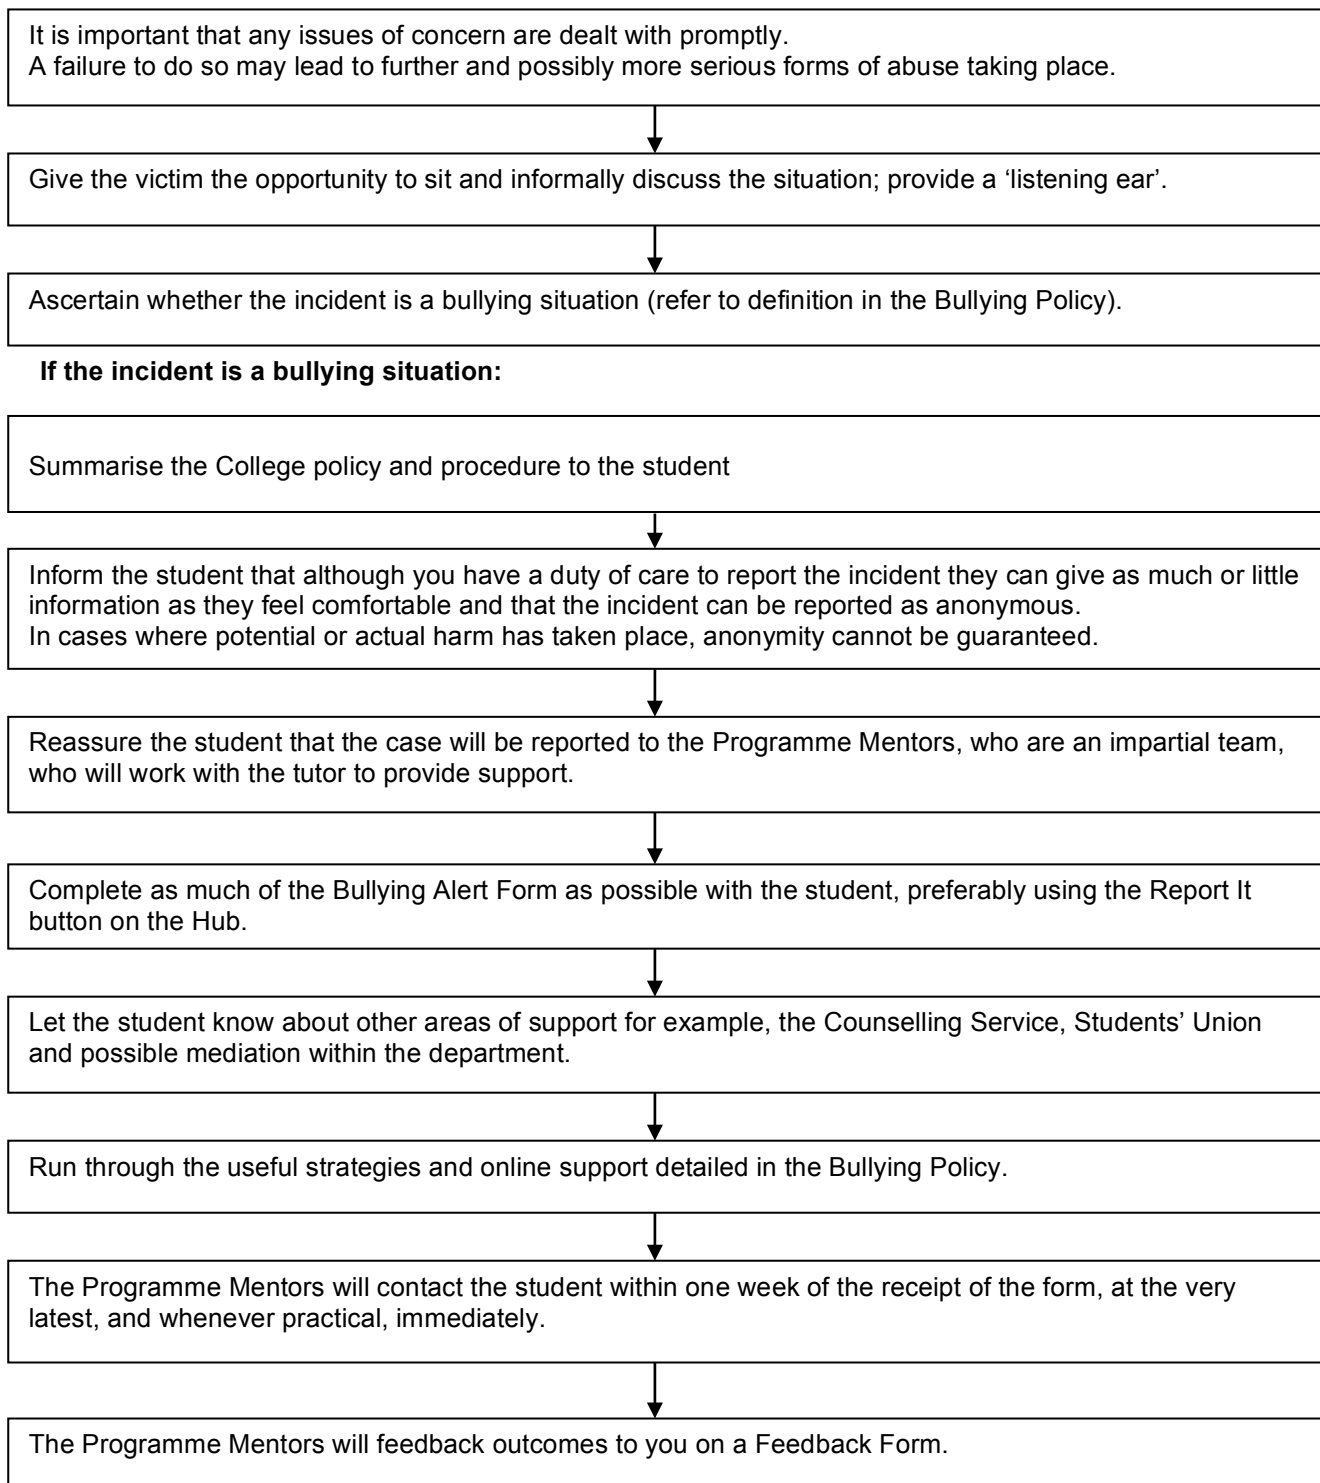 It is important that any issues of concern are dealt with promptly.
A failure to do so may lead to further and possibly more serious forms of abuse taking place.
Give the victim the opportunity to sit and informally discuss the situation; provide a ‘listening ear’.
Ascertain whether the incident is a bullying situation (refer to definition in the Bullying Policy).
If the incident is a bullying situation:
Summarise the College policy and procedure to the student
Inform the student that although you have a duty of care to report the incident they can give as much or little
information as they feel comfortable and that the incident can be reported as anonymous.
In cases where potential or actual harm has taken place, anonymity cannot be guaranteed.
Reassure the student that the case will be reported to the Programme Mentors, who are an impartial team,
who will work with the tutor to provide support.
Complete as much of the Bullying Alert Form as possible with the student, preferably using the Report It
button on the Hub.
Let the student know about other areas of support for example, the Counselling Service, Students’ Union
and possible mediation within the department.
Run through the useful strategies and online support detailed in the Bullying Policy.
The Programme Mentors will contact the student within one week of the receipt of the form, at the very
latest, and whenever practical, immediately.
The Programme Mentors will feedback outcomes to you on a Feedback Form.